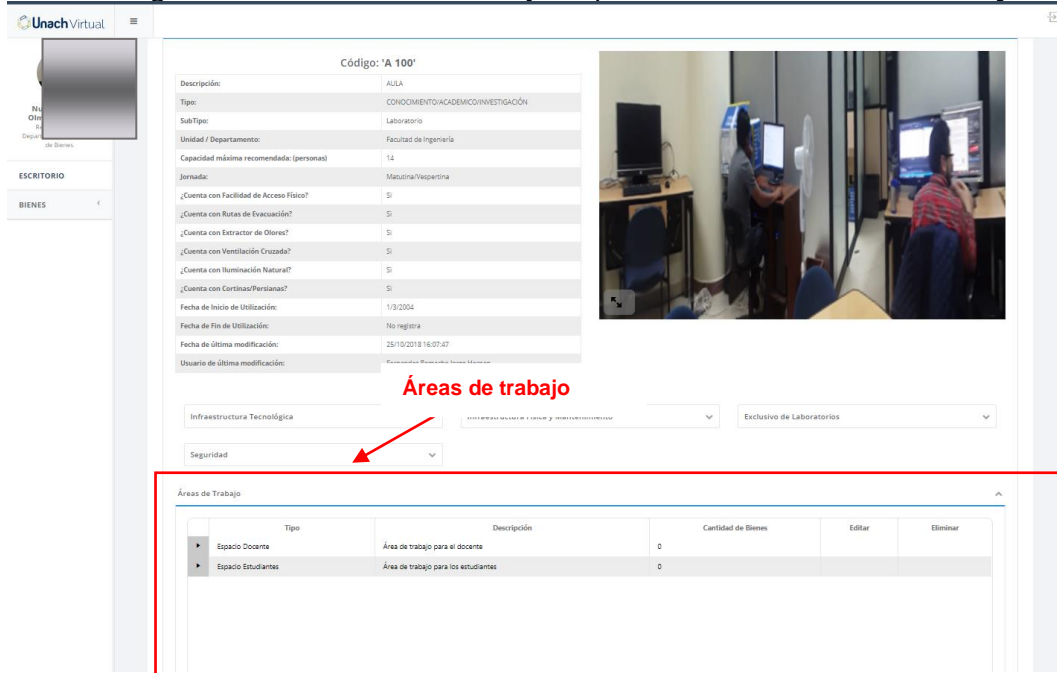 Unach Virtual
Código: 'A 100'
Descripción: AULA
Tipo: CONOCIMIENTO/ACADEMICO/INVESTIGACIÓN
SubTipo: Laboratorio
Unidad / Departamento: Facultad de Ingeniería
Capacidad máxima recomendada: (personas) 14
Jornada: Matutina/Vespertina
¿Cuenta con Facilidad de Acceso Físico? Si
¿Cuenta con Rutas de Evacuación? Si
¿Cuenta con Extractor de Olores? Si
¿Cuenta con Ventilación Cruzada? Si
¿Cuenta con Iluminación Natural? Si
¿Cuenta con Cortinas/Persianas? Si
Fecha de Inicio de Utilización: 1/3/2004
Fecha de Fin de Utilización: No registra
Fecha de última modificación: 25/10/2018 16:07:47
Usuario de última modificación:
de Bienes
ESCRITORIO
BIENES
Áreas de trabajo
Infraestructura Tecnológica
Infraestructura Física y Mantenimiento
Exclusivo de Laboratorios
Seguridad
Áreas de Trabajo
Tipo Descripción Cantidad de Bienes Editar Eliminar
Espacio Docente Área de trabajo para el docente 0
Espacio Estudiantes Área de trabajo para los estudiantes 0